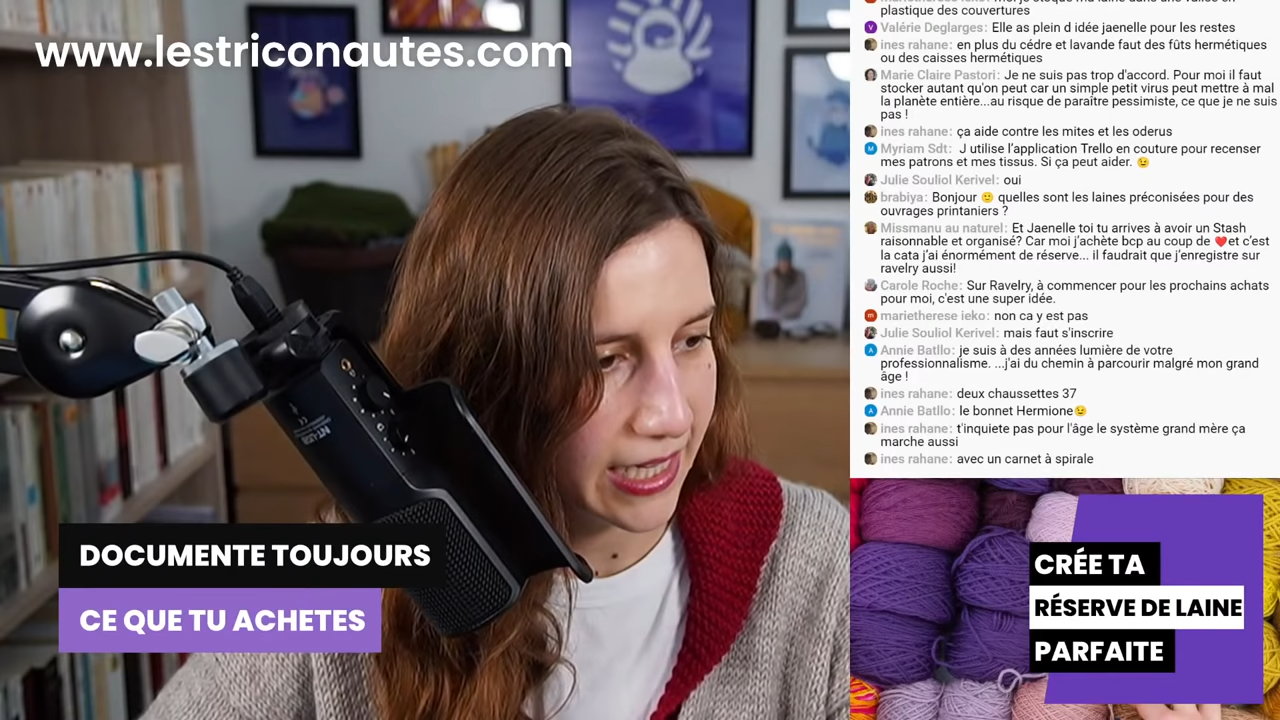 www.lestriconautes.com
DOCUMENTE TOUJOURS
CE QUE TU ACHETES
NT-USB
plastique des couvertures
Valérie Deglarges: Elle as plein d idée jaenelle pour les restes
ines rahane: en plus du cédre et lavande faut des fûts hermétiques
ou des caisses hermétiques
Marie Claire Pastori: Je ne suis pas trop d'accord. Pour moi il faut
stocker autant qu'on peut car un simple petit virus peut mettre à mal
la planète entière...au risque de paraître pessimiste, ce que je ne suis
pas !
ines rahane: ça aide contre les mites et les oderus
Myriam Sdt: J utilise l'application Trello en couture pour recenser
mes patrons et mes tissus. Si ça peut aider. 😉
Julie Souliol Kerivel: oui
brabiya: Bonjour 🙂 quelles sont les laines préconisées pour des
ouvrages printaniers ?
Missmanu au naturel: Et Jaenelle toi tu arrives à avoir un Stash
raisonnable et organisé? Car moi j'achète bcp au coup de ❤️et c'est
la cata j'ai énormément de réserve... il faudrait que j'enregistre sur
ravelry aussi!
Carole Roche: Sur Ravelry, à commencer pour les prochains achats
pour moi, c'est une super idée.
marietherese ieko: non ca y est pas
Julie Souliol Kerivel: mais faut s'inscrire
Annie Batllo: je suis à des années lumière de votre
professionnalisme. ...j'ai du chemin à parcourir malgré mon grand
âge !
ines rahane: deux chaussettes 37
Annie Batllo: le bonnet Hermione😉
ines rahane: t'inquiete pas pour l'âge le système grand mère ça
marche aussi
ines rahane: avec un carnet à spirale
CRÉE TA
RÉSERVE DE LAINE
PARFAITE